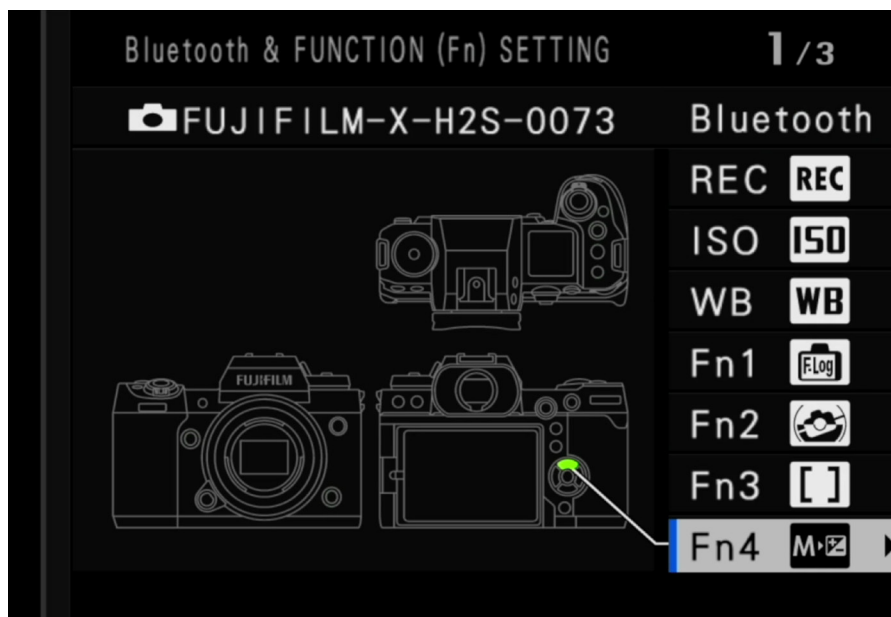 Bluetooth & FUNCTION (Fn) SETTING 1/3
FUJIFILM-X-H2S-0073 Bluetooth
REC REC
ISO ISO
WB WB
Fn1 F.Log
FUJIFILM
Fn2
Fn3 [ ]
Fn4 M